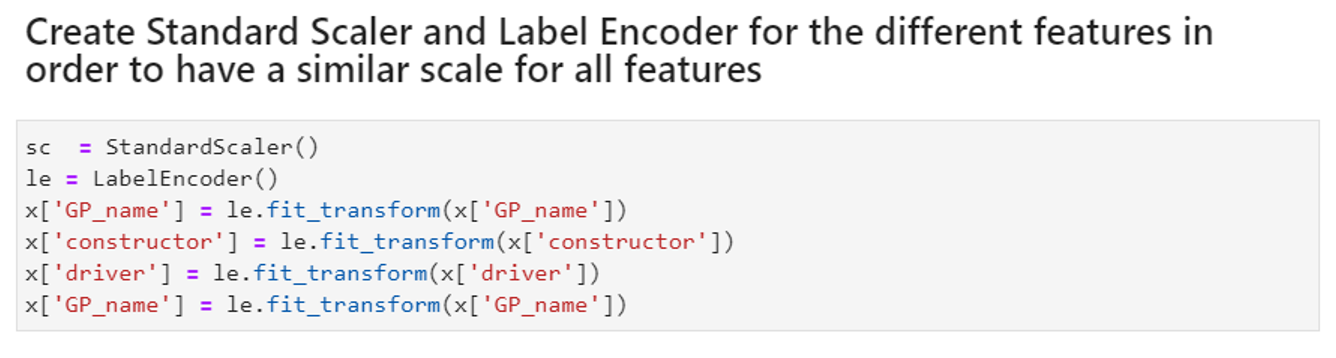 Create Standard Scaler and Label Encoder for the different features in
order to have a similar scale for all features
sc  = StandardScaler()
le = LabelEncoder()
x['GP_name'] = le.fit_transform(x['GP_name'])
x['constructor'] = le.fit_transform(x['constructor'])
x['driver'] = le.fit_transform(x['driver'])
x['GP_name'] = le.fit_transform(x['GP_name'])